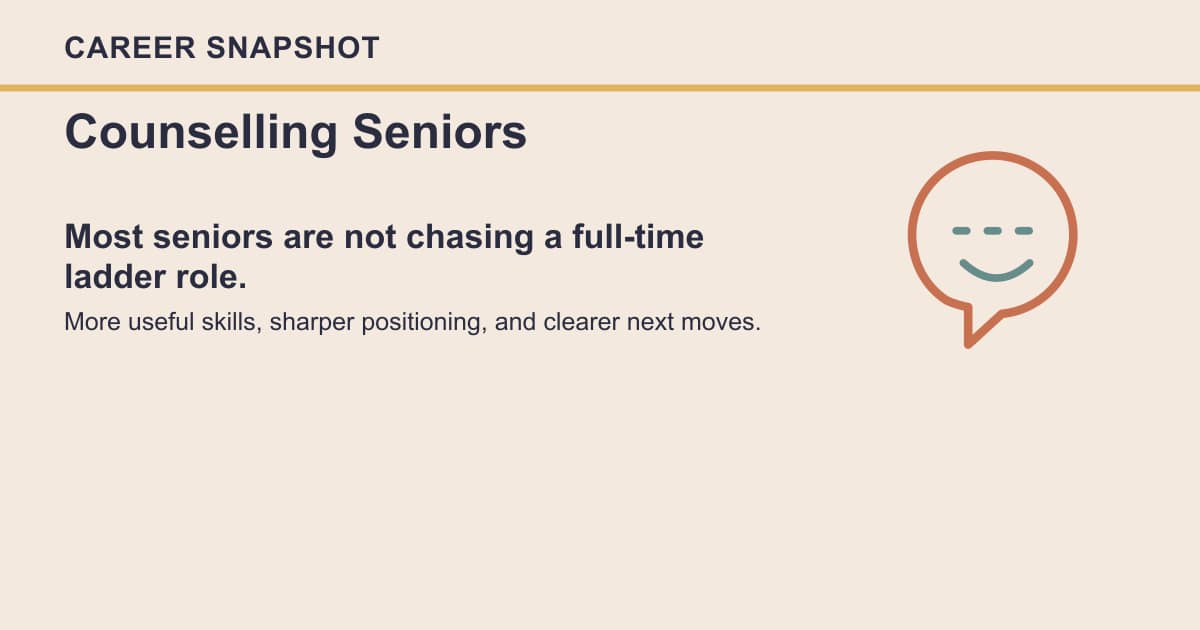 CAREER SNAPSHOT
Counselling Seniors
Most seniors are not chasing a full-time
ladder role.
More useful skills, sharper positioning, and clearer next moves.